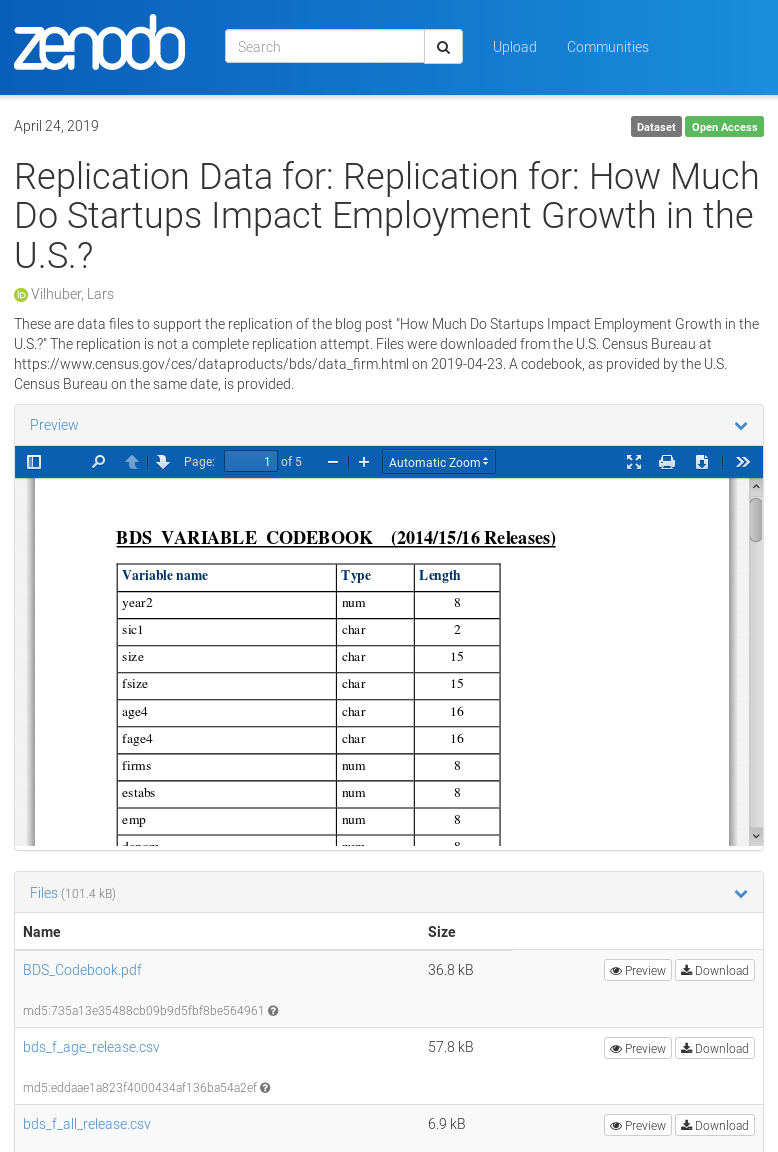 zenodo
Search
Upload
Communities
April 24, 2019
Dataset
Open Access
Replication Data for: Replication for: How Much
Do Startups Impact Employment Growth in the
U.S.?
iD Vilhuber, Lars
These are data files to support the replication of the blog post "How Much Do Startups Impact Employment Growth in the
U.S.?" The replication is not a complete replication attempt. Files were downloaded from the U.S. Census Bureau at
https://www.census.gov/ces/dataproducts/bds/data_firm.html on 2019-04-23. A codebook, as provided by the U.S.
Census Bureau on the same date, is provided.
Preview
Page: 1 of 5
Automatic Zoom
BDS VARIABLE CODEBOOK (2014/15/16 Releases)
Variable name Type Length
year2 num 8
sic1 char 2
size char 15
fsize char 15
age4 char 16
fage4 char 16
firms num 8
estabs num 8
emp num 8
Files (101.4 kB)
Name Size
BDS_Codebook.pdf 36.8 kB Preview Download
md5:735a13e35488cb09b9d5fbf8be564961
bds_f_age_release.csv 57.8 kB Preview Download
md5:eddaae1a823f4000434af136ba54a2ef
bds_f_all_release.csv 6.9 kB Preview Download